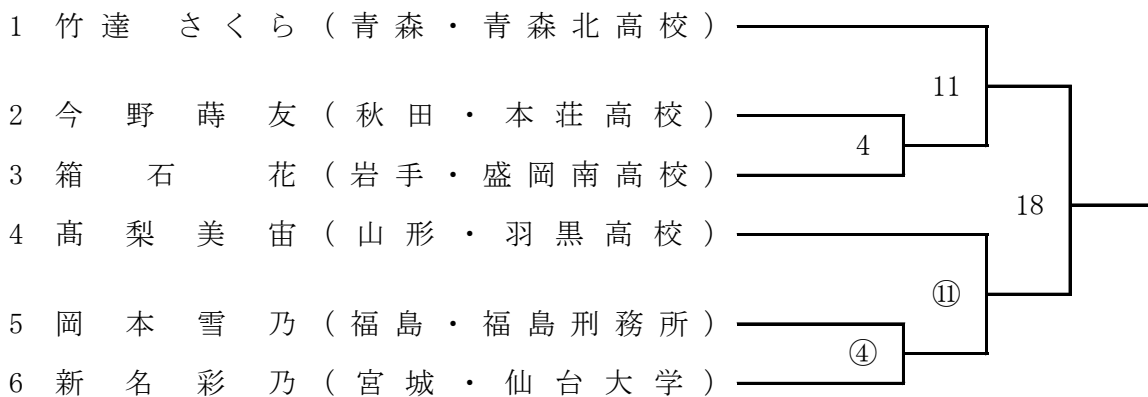 1 竹達 さくら (青森・青森北高校)
11
2 今野蒔友 (秋田・本荘高校)
4
3 箱石 花 (岩手・盛岡南高校)
18
4 髙梨美宙 (山形・羽黒高校)
⑪
5 岡本雪乃 (福島・福島刑務所)
④
6 新名彩乃 (宮城・仙台大学)